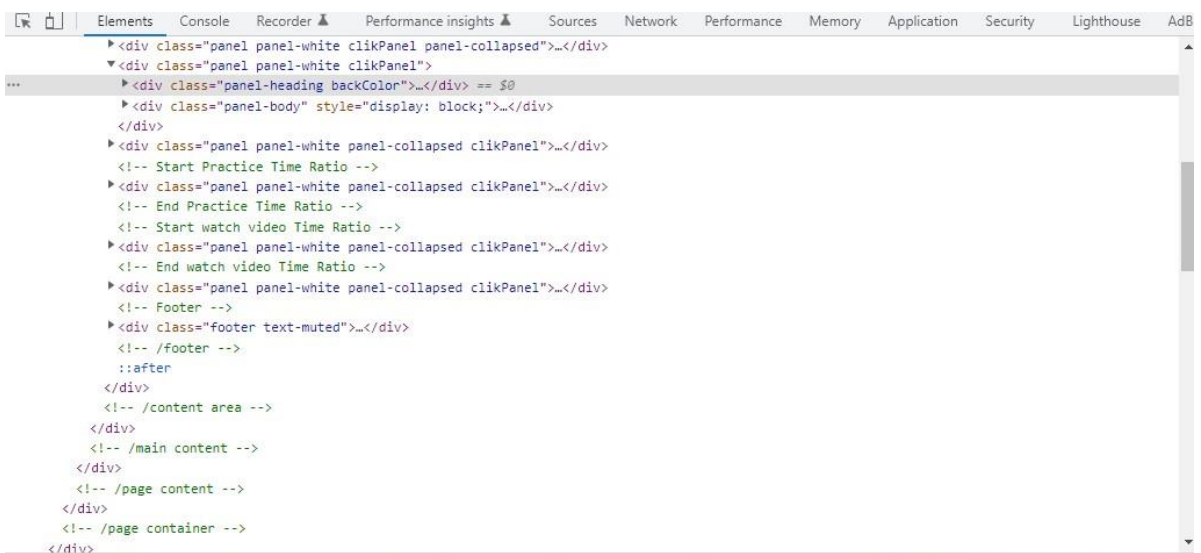 Elements Console Recorder Performance insights Sources Network Performance Memory Application Security Lighthouse AdB
<div class="panel panel-white clikPanel panel-collapsed">…</div>
<div class="panel panel-white clikPanel">
… <div class="panel-heading backColor">…</div> == $0
<div class="panel-body" style="display: block;">…</div>
</div>
<div class="panel panel-white panel-collapsed clikPanel">…</div>
<!-- Start Practice Time Ratio -->
<div class="panel panel-white panel-collapsed clikPanel">…</div>
<!-- End Practice Time Ratio -->
<!-- Start watch video Time Ratio -->
<div class="panel panel-white panel-collapsed clikPanel">…</div>
<!-- End watch video Time Ratio -->
<div class="panel panel-white panel-collapsed clikPanel">…</div>
<!-- Footer -->
<div class="footer text-muted">…</div>
<!-- /footer -->
::after
</div>
<!-- /content area -->
</div>
<!-- /main content -->
</div>
<!-- /page content -->
</div>
<!-- /page container -->
</div>